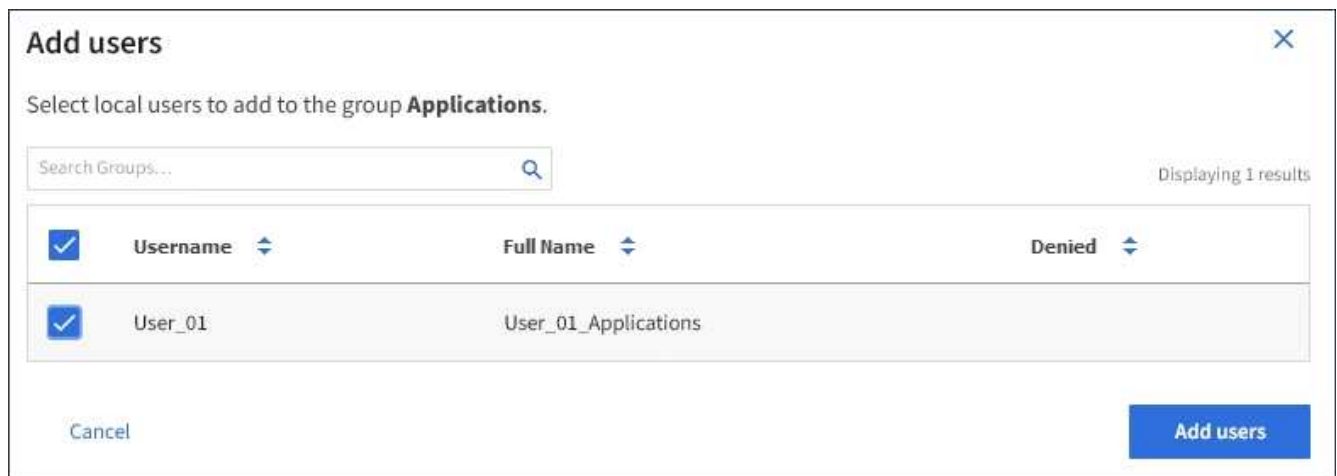 Add users
Select local users to add to the group Applications.
Search Groups...
Displaying 1 results
Username Full Name Denied
User_01 User_01_Applications
Cancel Add users